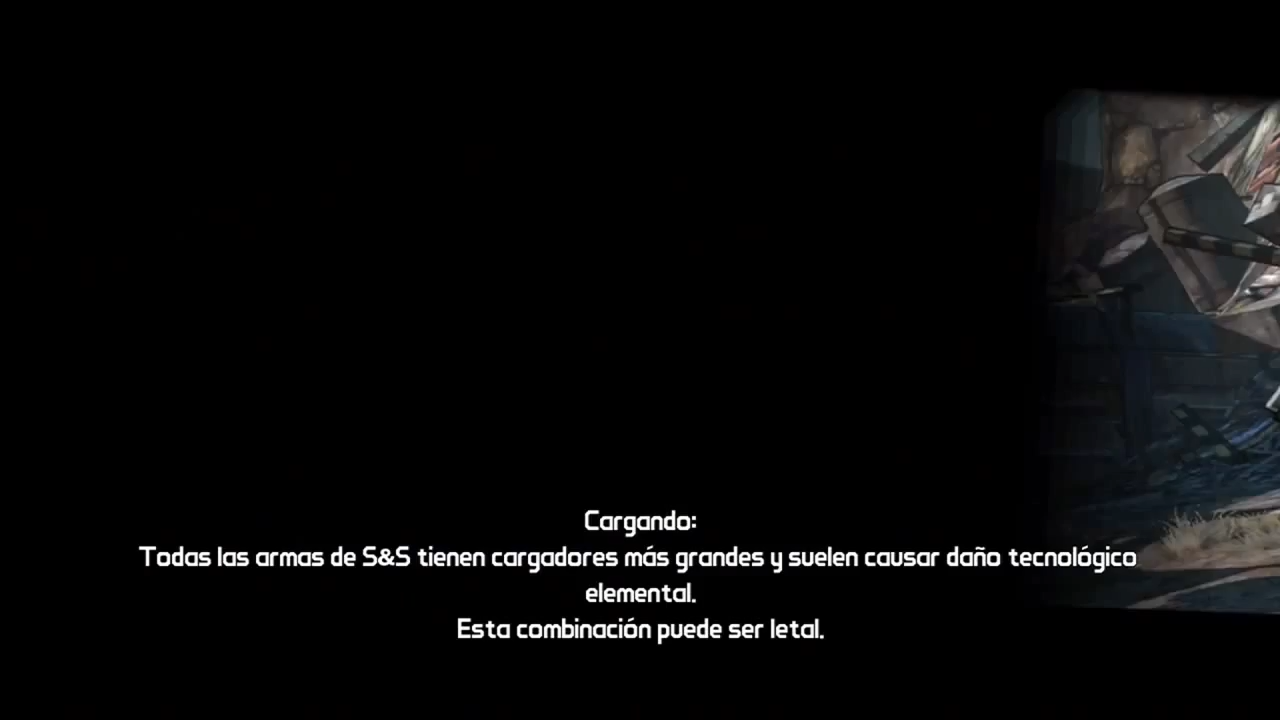 Cargando:
Todas las armas de S&S tienen cargadores más grandes y suelen causar daño tecnológico
elemental.
Esta combinación puede ser letal.